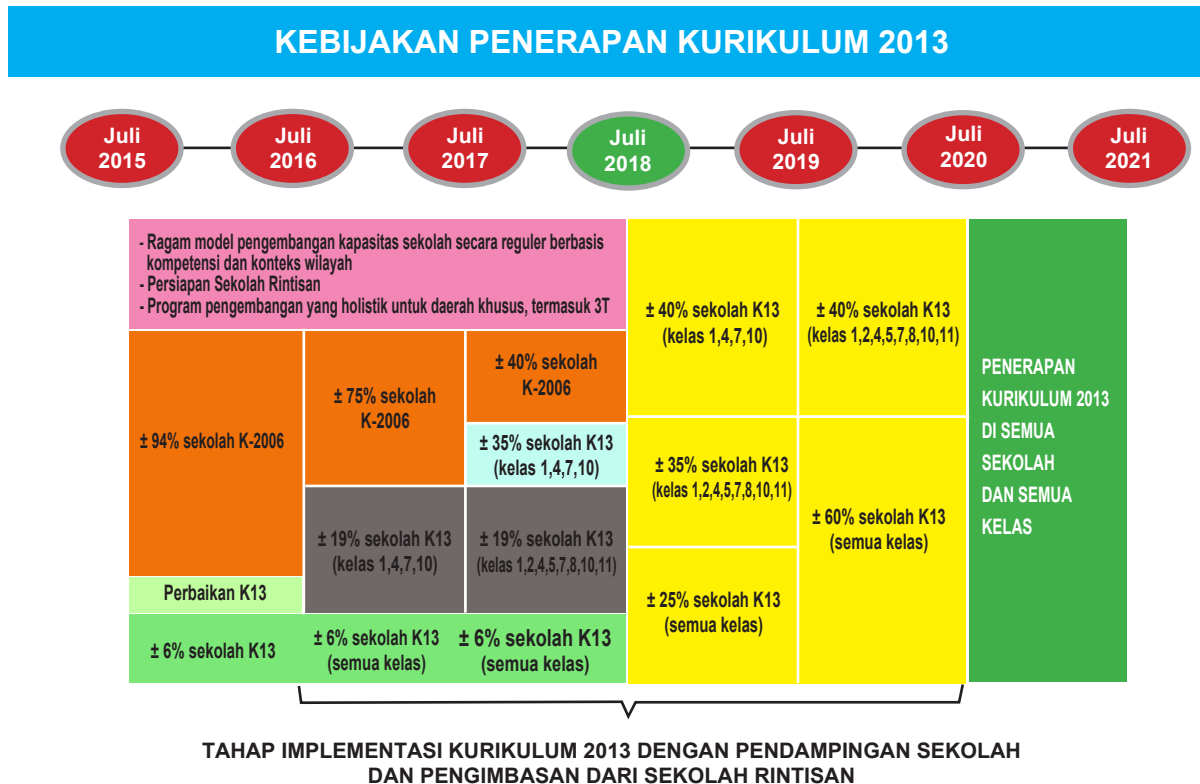 KEBIJAKAN PENERAPAN KURIKULUM 2013
Juli
2015
Juli
2016
Juli
2017
Juli
2018
Juli
2019
Juli
2020
Juli
2021
- Ragam model pengembangan kapasitas sekolah secara reguler berbasis
kompetensi dan konteks wilayah
- Persiapan Sekolah Rintisan
- Program pengembangan yang holistik untuk daerah khusus, termasuk 3T
± 94% sekolah K-2006
Perbaikan K13
± 6% sekolah K13
± 75% sekolah
K-2006
± 19% sekolah K13
(kelas 1,4,7,10)
± 6% sekolah K13
(semua kelas)
± 40% sekolah
K-2006
± 35% sekolah K13
(kelas 1,4,7,10)
± 19% sekolah K13
(kelas 1,2,4,5,7,8,10,11)
± 6% sekolah K13
(semua kelas)
± 40% sekolah K13
(kelas 1,4,7,10)
± 35% sekolah K13
(kelas 1,2,4,5,7,8,10,11)
± 25% sekolah K13
(semua kelas)
± 40% sekolah K13
(kelas 1,2,4,5,7,8,10,11)
± 60% sekolah K13
(semua kelas)
PENERAPAN
KURIKULUM 2013
DI SEMUA
SEKOLAH
DAN SEMUA
KELAS
TAHAP IMPLEMENTASI KURIKULUM 2013 DENGAN PENDAMPINGAN SEKOLAH
DAN PENGIMBASAN DARI SEKOLAH RINTISAN